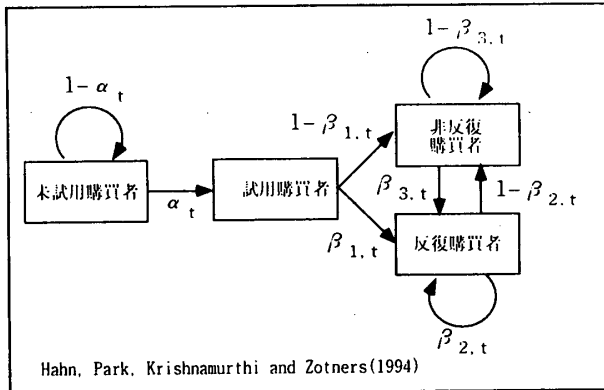 1-β3,t
1-αt
1-β1,t
非反復
購買者
未試用購買者
αt
試用購買者
β3,t
1-β2,t
β1,t
反復購買者
β2,t
Hahn, Park, Krishnamurthi and Zotners(1994)